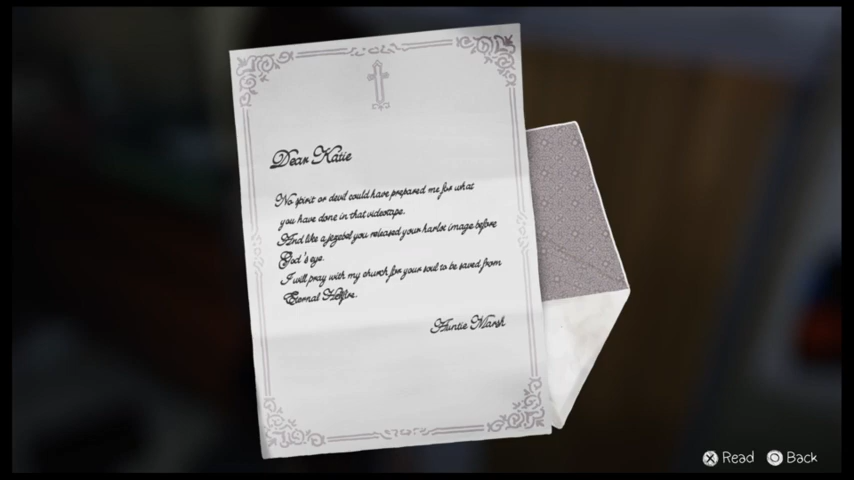 Dear Katie
No spirit or devil could have prepared me for what
you have done in that videotape.
And like a jezebel you released your harlot image before
God's eye.
I will pray with my church for your soul to be saved from
Eternal Hellfire.
Auntie Marsh
Read Back